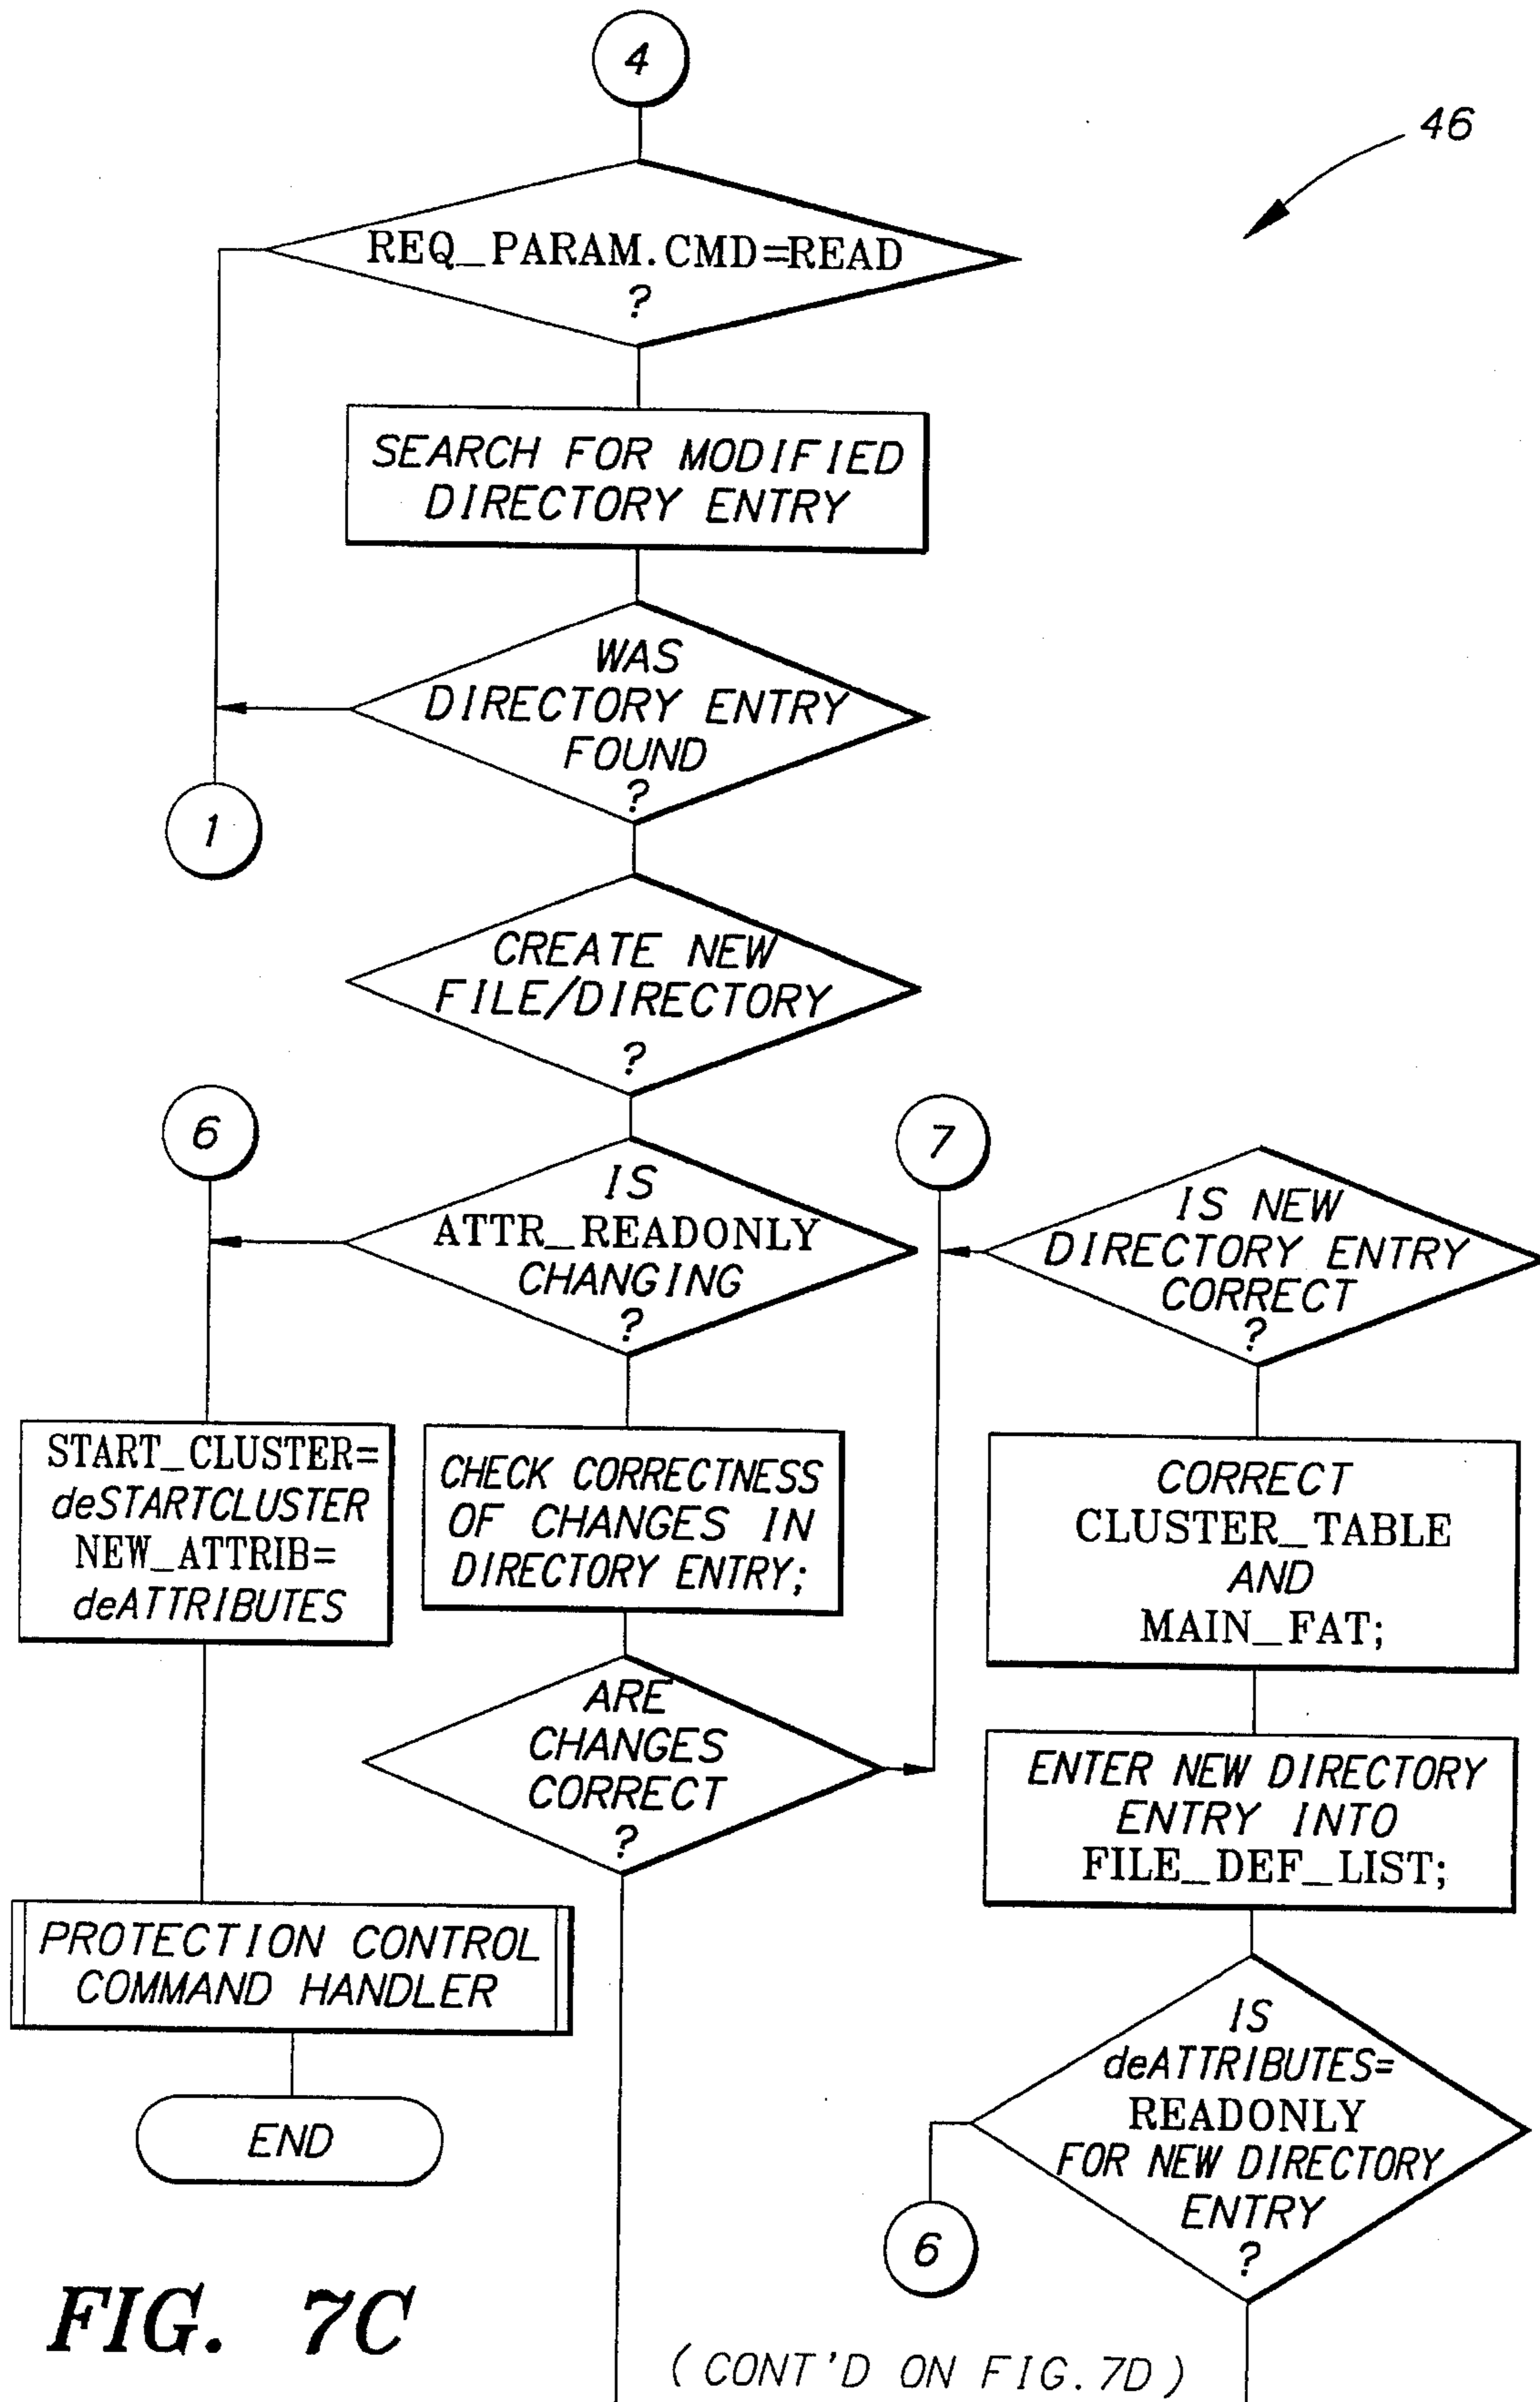 4
46
REQ_PARAM.CMD=READ
?
SEARCH FOR MODIFIED
DIRECTORY ENTRY
WAS
DIRECTORY ENTRY
FOUND
?
1
CREATE NEW
FILE/DIRECTORY
?
6
IS
ATTR_READONLY
CHANGING
?
7
IS NEW
DIRECTORY ENTRY
CORRECT
?
START_CLUSTER=
deSTARTCLUSTER
NEW_ATTRIB=
deATTRIBUTES
CHECK CORRECTNESS
OF CHANGES IN
DIRECTORY ENTRY;
CORRECT
CLUSTER_TABLE
AND
MAIN_FAT;
ARE
CHANGES
CORRECT
?
ENTER NEW DIRECTORY
ENTRY INTO
FILE_DEF_LIST;
PROTECTION CONTROL
COMMAND HANDLER
END
IS
deATTRIBUTES=
READONLY
FOR NEW DIRECTORY
ENTRY
?
6
FIG. 7C
(CONT'D ON FIG.7D)